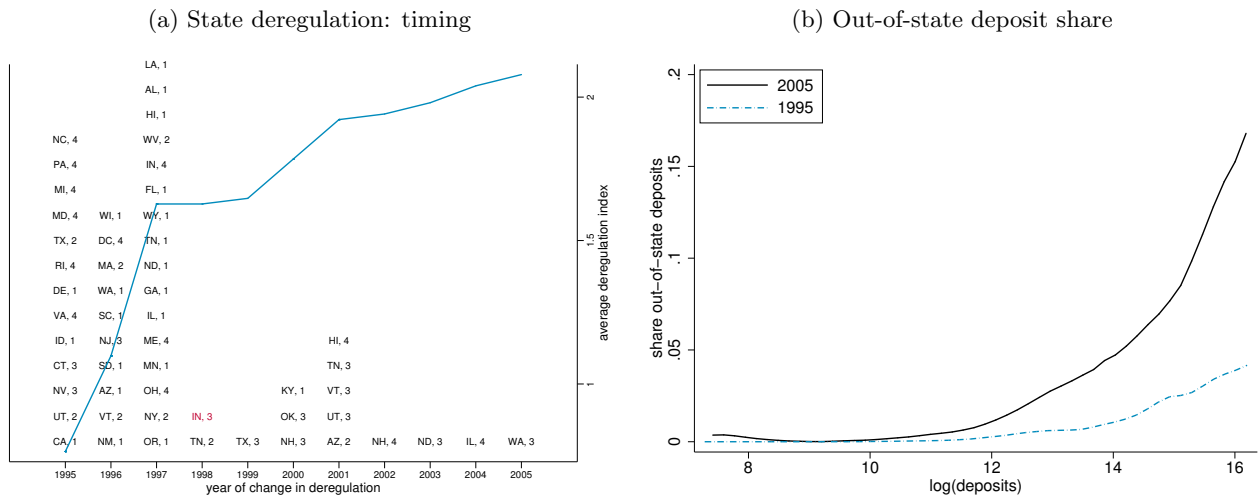 (a) State deregulation: timing
LA, 1
AL, 1
HI, 1
NC, 4 WV, 2
PA, 4 IN, 4
MI, 4 FL, 1
MD, 4 WI, 1 WY, 1
TX, 2 DC, 4 TN, 1
RI, 4 MA, 2 ND, 1
DE, 1 WA, 1 GA, 1
VA, 4 SC, 1 IL, 1
ID, 1 NJ, 3 ME, 4 HI, 4
CT, 3 SD, 1 MN, 1 TN, 3
NV, 3 AZ, 1 OH, 4 KY, 1 VT, 3
UT, 2 VT, 2 NY, 2 IN, 3 OK, 3 UT, 3
CA, 1 NM, 1 OR, 1 TN, 2 TX, 3 NH, 3 AZ, 2 NH, 4 ND, 3 IL, 4 WA, 3
1995 1996 1997 1998 1999 2000 2001 2002 2003 2004 2005
year of change in deregulation
2
1.5
1
average deregulation index
(b) Out-of-state deposit share
2005
1995
.2
.15
.1
.05
0
share out-of-state deposits
8 10 12 14 16
log(deposits)